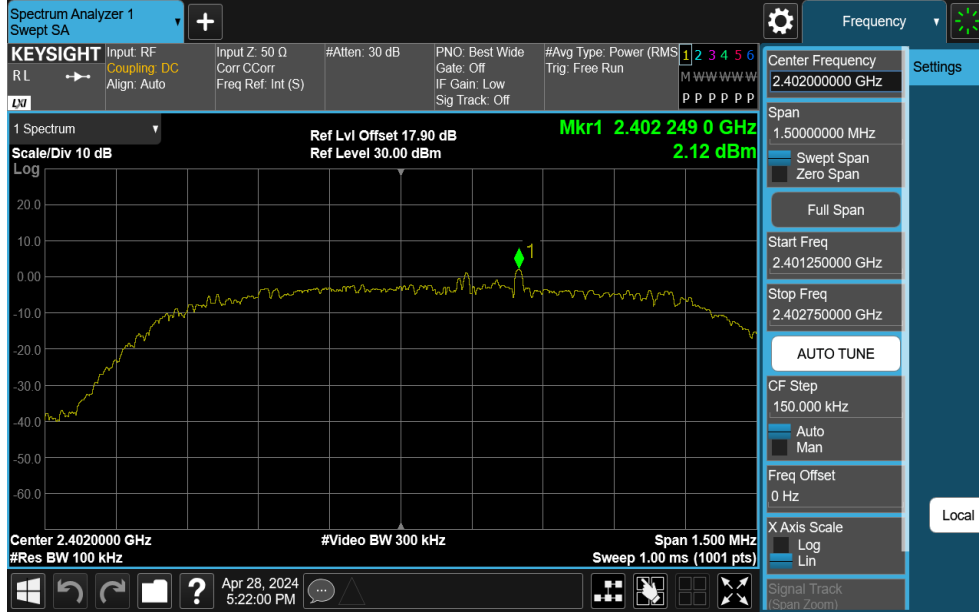 Spectrum Analyzer 1
Swept SA
+
Frequency
KEYSIGHT
R L
LXI
Input: RF
Coupling: DC
Align: Auto
Input Z: 50 Ω
Corr CCorr
Freq Ref: Int (S)
#Atten: 30 dB
PNO: Best Wide
Gate: Off
IF Gain: Low
Sig Track: Off
#Avg Type: Power (RMS
Trig: Free Run
1 2 3 4 5 6
M W W W W W
P P P P P P
Center Frequency
2.402000000 GHz
Settings
Span
1.50000000 MHz
Swept Span
Zero Span
Full Span
Start Freq
2.401250000 GHz
Stop Freq
2.402750000 GHz
AUTO TUNE
CF Step
150.000 kHz
Auto
Man
Freq Offset
0 Hz
X Axis Scale
Log
Lin
Signal Track
(Span Zoom)
Local
1 Spectrum
Scale/Div 10 dB
Ref Lvl Offset 17.90 dB
Ref Level 30.00 dBm
Mkr1 2.402 249 0 GHz
2.12 dBm
Log
20.0
10.0
0.00
-10.0
-20.0
-30.0
-40.0
-50.0
-60.0
1
Center 2.4020000 GHz
#Res BW 100 kHz
#Video BW 300 kHz
Span 1.500 MHz
Sweep 1.00 ms (1001 pts)
?
Apr 28, 2024
5:22:00 PM